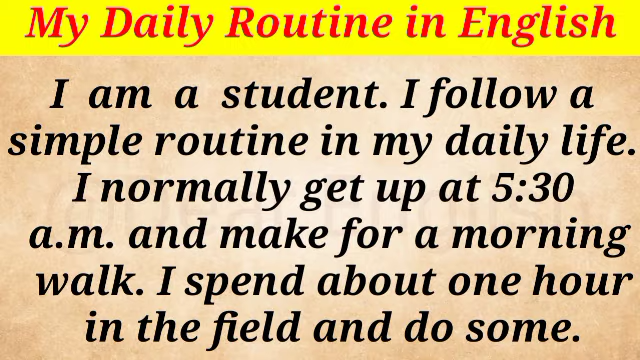 My Daily Routine in English
I am a student. I follow a
simple routine in my daily life.
I normally get up at 5:30
a.m. and make for a morning
walk. I spend about one hour
in the field and do some.